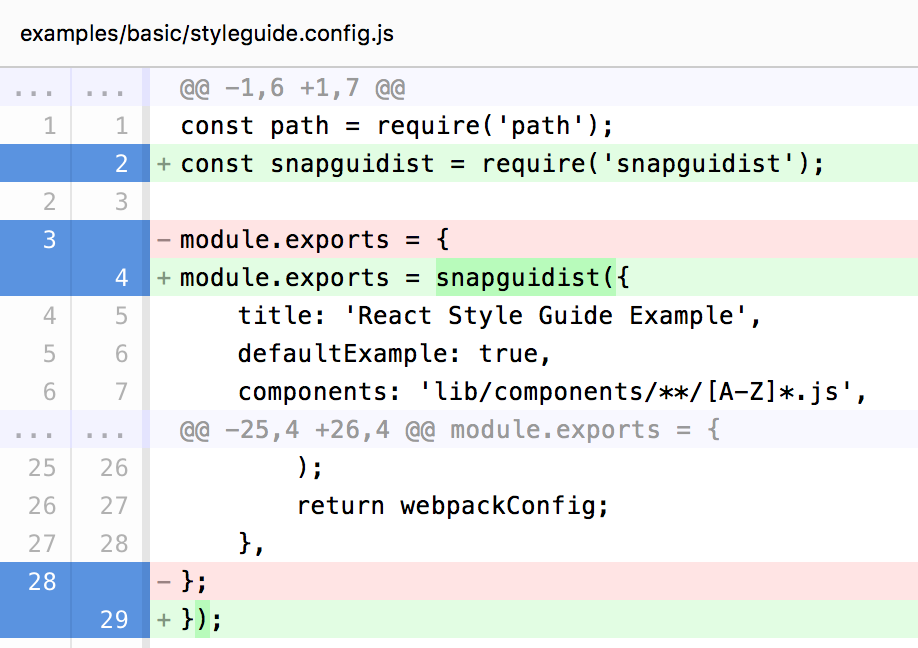 examples/basic/styleguide.config.js
... ... @@ -1,6 +1,7 @@
1 1 const path = require('path');
2 + const snapguidist = require('snapguidist');
2 3
3 - module.exports = {
4 + module.exports = snapguidist({
4 5 title: 'React Style Guide Example',
5 6 defaultExample: true,
6 7 components: 'lib/components/**/[A-Z]*.js',
... ... @@ -25,4 +26,4 @@ module.exports = {
25 26 );
26 27 return webpackConfig;
27 28 },
28 - };
29 + });